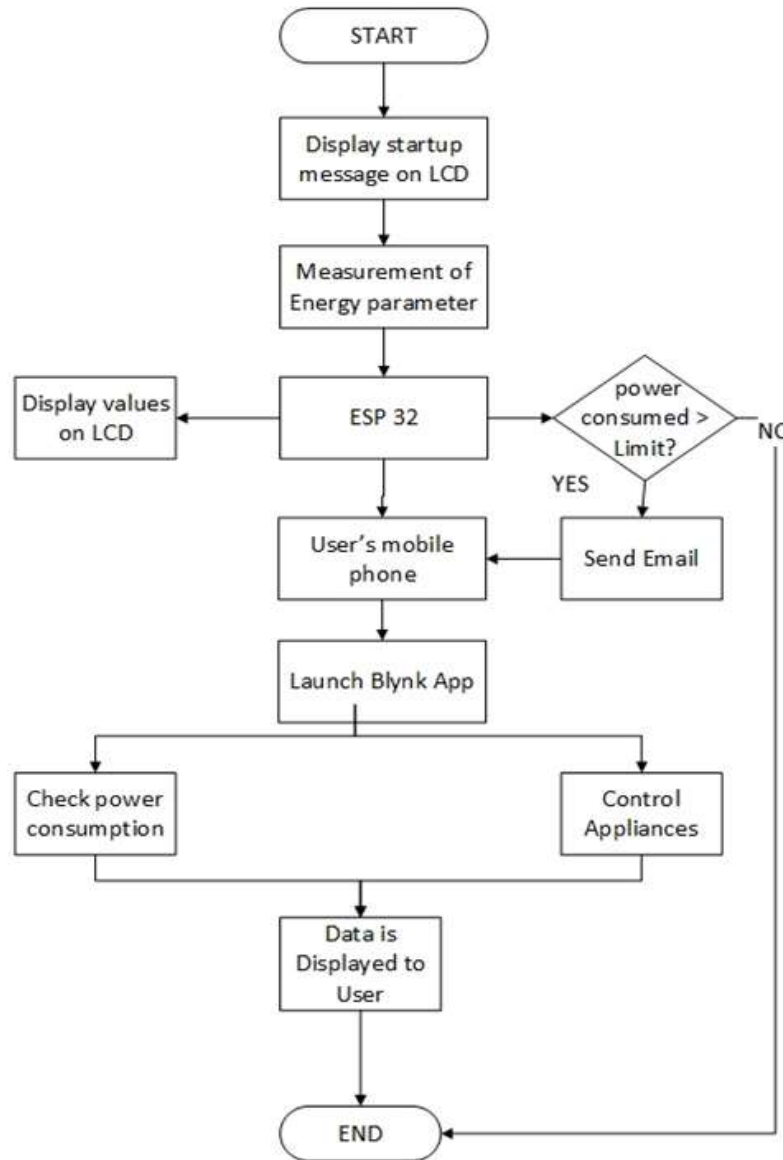 START
Display startup
message on LCD
Measurement of
Energy parameter
Display values
on LCD
ESP 32
power
consumed >
Limit?
NO
YES
User's mobile
phone
Send Email
Launch Blynk App
Check power
consumption
Control
Appliances
Data is
Displayed to
User
END